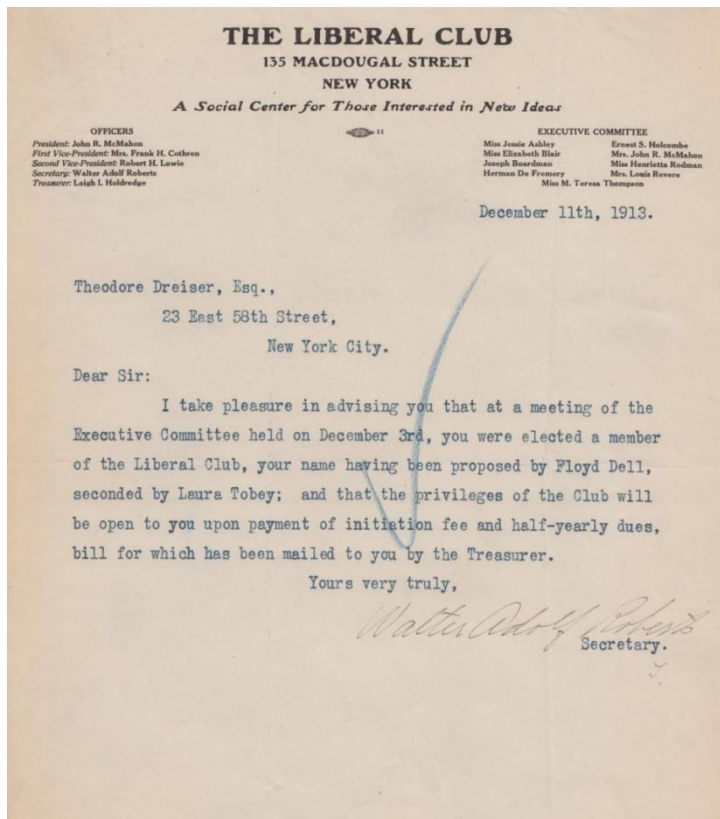 THE LIBERAL CLUB
135 MACDOUGAL STREET
NEW YORK
A Social Center for Those Interested in New Ideas
OFFICERS
President: John R. McMahon
First Vice-President: Mrs. Frank H. Cothren
Second Vice-President: Robert H. Lowie
Secretary: Walter Adolf Roberts
Treasurer: Leigh I. Holdredge
11
EXECUTIVE COMMITTEE
Miss Jessie Ashley Ernest S. Holcombe
Miss Elizabeth Blair Mrs. John R. McMahon
Joseph Boardman Miss Henrietta Rodman
Herman De Fremery Mrs. Louis Revere
Miss M. Teresa Thompson
December 11th, 1913.
Theodore Dreiser, Esq.,
23 East 58th Street,
New York City.
Dear Sir:
I take pleasure in advising you that at a meeting of the
Executive Committee held on December 3rd, you were elected a member
of the Liberal Club, your name having been proposed by Floyd Dell,
seconded by Laura Tobey; and that the privileges of the Club will
be open to you upon payment of initiation fee and half-yearly dues,
bill for which has been mailed to you by the Treasurer.
Yours very truly,
Walter Adolf Roberts
Secretary.